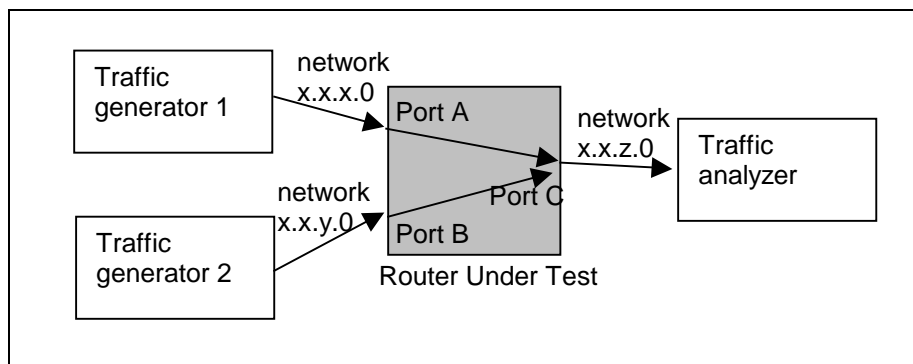 Traffic
generator 1
network
x.x.x.0
Port A
network
x.x.z.0
Traffic
analyzer
Port C
network
x.x.y.0
Traffic
generator 2
Port B
Router Under Test